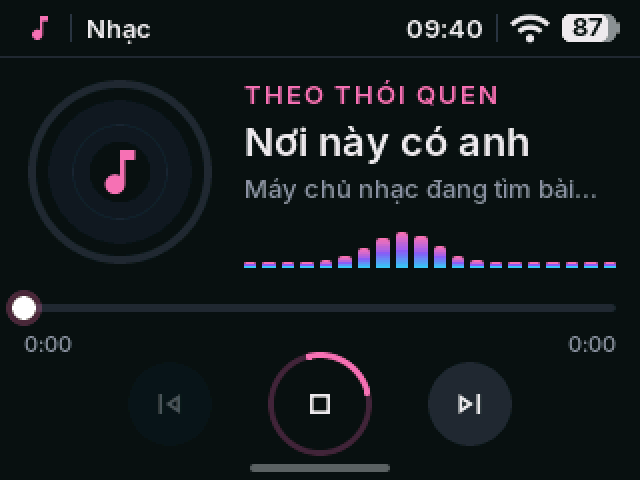 Nhạc
09:40
87
THEO THÓI QUEN
Nơi này có anh
Máy chủ nhạc đang tìm bài...
0:00
0:00